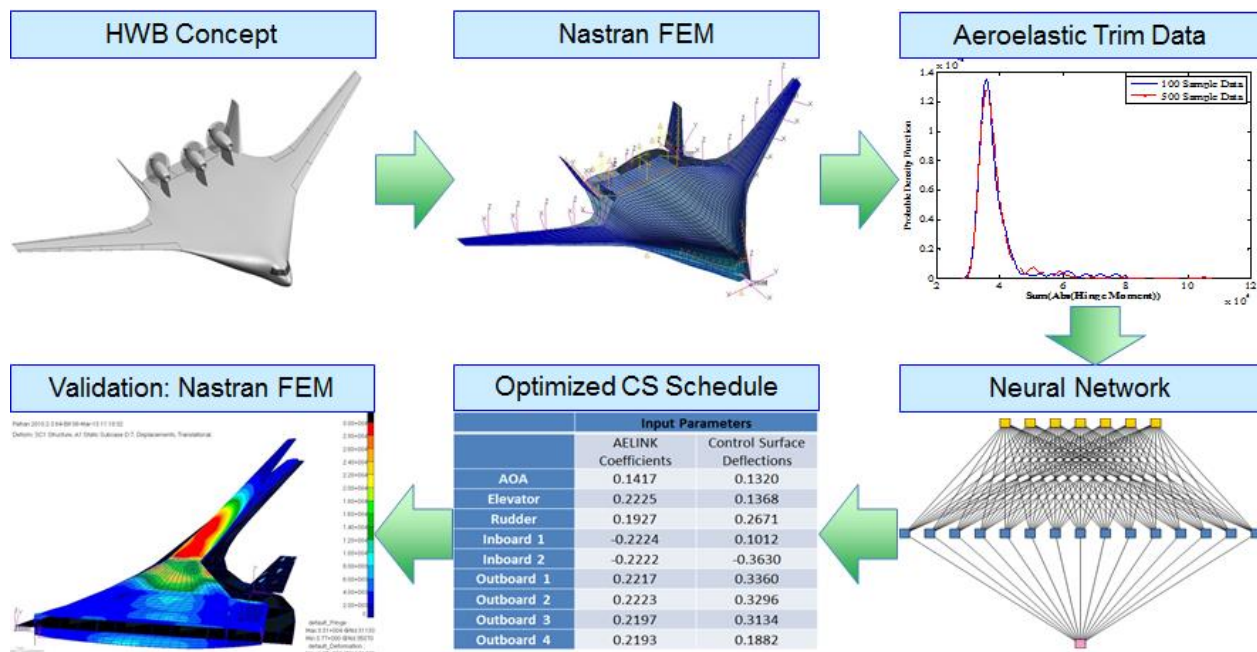 HWB Concept
Nastran FEM
Aeroelastic Trim Data
1.4
1.2
1
0.8
0.6
0.4
0.2
0
Probable Density Function
100 Sample Data
500 Sample Data
2
4
6
8
10
12
Sum(Abs(Hinge Moment))
Validation: Nastran FEM
Optimized CS Schedule
Neural Network
Input Parameters
AELINK Control Surface
Coefficients Deflections
AOA 0.1417 0.1320
Elevator 0.2225 0.1368
Rudder 0.1927 0.2671
Inboard 1 -0.2224 0.1012
Inboard 2 -0.2222 -0.3630
Outboard 1 0.2217 0.3360
Outboard 2 0.2223 0.3296
Outboard 3 0.2197 0.3134
Outboard 4 0.2193 0.1882
default_Fringe
default_Deformation